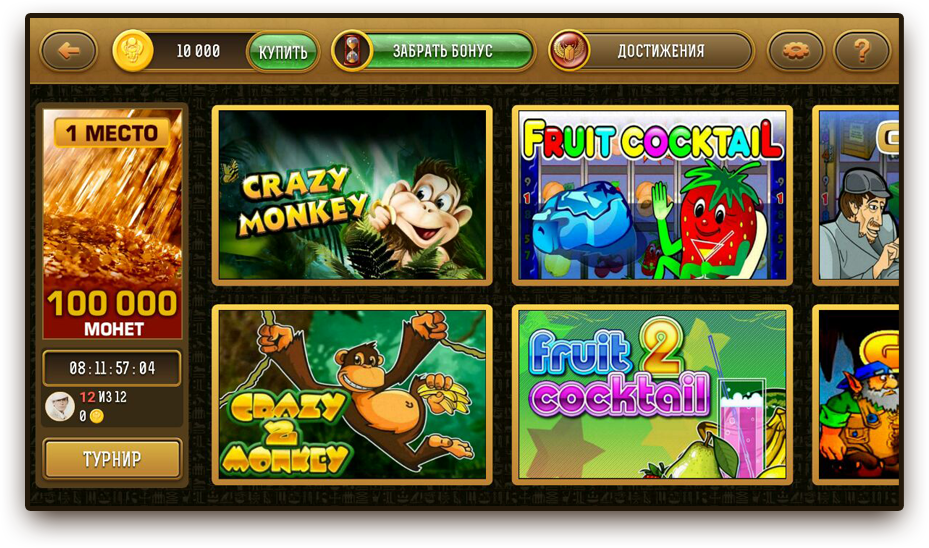 10 000
КУПИТЬ
ЗАБРАТЬ БОНУС
ДОСТИЖЕНИЯ
?
1 МЕСТО
100 000
МОНЕТ
08:11:57:04
12 ИЗ 12
0
ТУРНИР
CRAZY
MONKEY
FRUIT COCKTAIL
CRAZY
2
MONKEY
fruit 2
cocktail